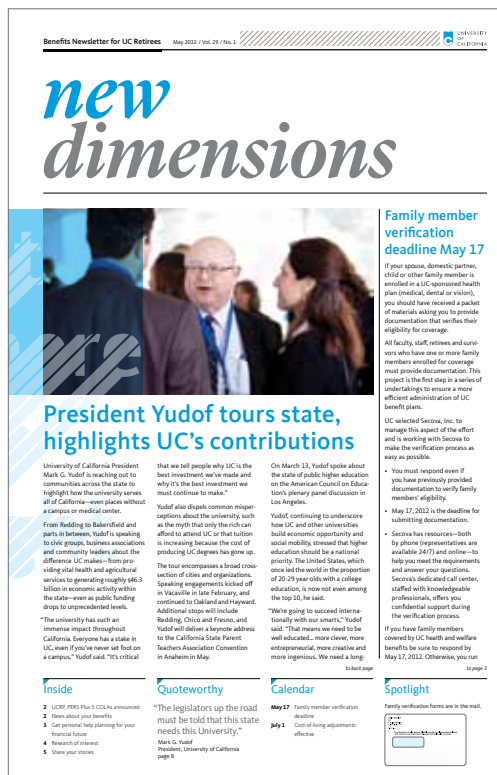 Benefits Newsletter for UC Retirees May 2012 / Vol. 29 / No. 1
UNIVERSITY
OF
CALIFORNIA
new
dimensions
President Yudof tours state,
highlights UC’s contributions
University of California President
Mark G. Yudof is reaching out to
communities across the state to
highlight how the university serves
all of California—even places without
a campus or medical center.
From Redding to Bakersfield and
parts in between, Yudof is speaking
to civic groups, business associations
and community leaders about the
difference UC makes—from pro-
viding vital health and agricultural
services to generating roughly $46.3
billion in economic activity within
the state—even as public funding
drops to unprecedented levels.
“The university has such an
immense impact throughout
California. Everyone has a stake in
UC, even if you’ve never set foot on
a campus,” Yudof said. “It’s critical
that we tell people why UC is the
best investment we’ve made and
why it’s the best investment we
must continue to make.”
Yudof also dispels common misper-
ceptions about the university, such
as the myth that only the rich can
afford to attend UC or that tuition
is increasing because the cost of
producing UC degrees has gone up.
The tour encompasses a broad cross-
section of cities and organizations.
Speaking engagements kicked off
in Vacaville in late February, and
continued to Oakland and Hayward.
Additional stops will include
Redding, Chico and Fresno, and
Yudof will deliver a keynote address
to the California State Parent
Teachers Association Convention
in Anaheim in May.
On March 13, Yudof spoke about
the state of public higher education
on the American Council on Edu-
cation’s plenary panel discussion in
Los Angeles.
Yudof, continuing to underscore
how UC and other universities
build economic opportunity and
social mobility, stressed that higher
education should be a national
priority. The United States, which
once led the world in the proportion
of 20-29 year olds with a college
education, is now not even among
the top 10, he said.
“We’re going to succeed interna-
tionally with our smarts,” Yudof
said. “That means we need to be
well educated... more clever, more
entrepreneurial, more creative and
more ingenious. We need a long-
to back page
Family member
verification
deadline May 17
If your spouse, domestic partner,
child or other family member is
enrolled in a UC-sponsored health
plan (medical, dental or vision),
you should have received a packet
of materials asking you to provide
documentation that verifies their
eligibility for coverage.
All faculty, staff, retirees and survi-
vors who have one or more family
members enrolled for coverage
must provide documentation. This
project is the first step in a series of
undertakings to ensure a more
efficient administration of UC
benefit plans.
UC selected Secova, Inc. to
manage this aspect of the effort
and is working with Secova to
make the verification process as
easy as possible.
• You must respond even if
you have previously provided
documentation to verify family
members’ eligibility.
• May 17, 2012 is the deadline for
submitting documentation.
• Secova has resources—both
by phone (representatives are
available 24/7) and online—to
help you meet the requirements
and answer your questions.
Secova’s dedicated call center,
staffed with knowledgeable
professionals, offers you
confidential support during
the verification process.
If you have family members
covered by UC health and welfare
benefits be sure to respond by
May 17, 2012. Otherwise, you run
to page 3
Inside
2 UCRP, PERS Plus 5 COLAs announced
2 News about your benefits
3 Get personal help planning for your
financial future
4 Research of interest
5 Share your stories
Quoteworthy
“The legislators up the road
must be told that this state
needs this University.”
Mark G. Yudof
President, University of California
page 8
Calendar
May 17 Family member verification
deadline
July 1 Cost-of-living adjustments
effective
Spotlight
Family verification forms are in the mail.